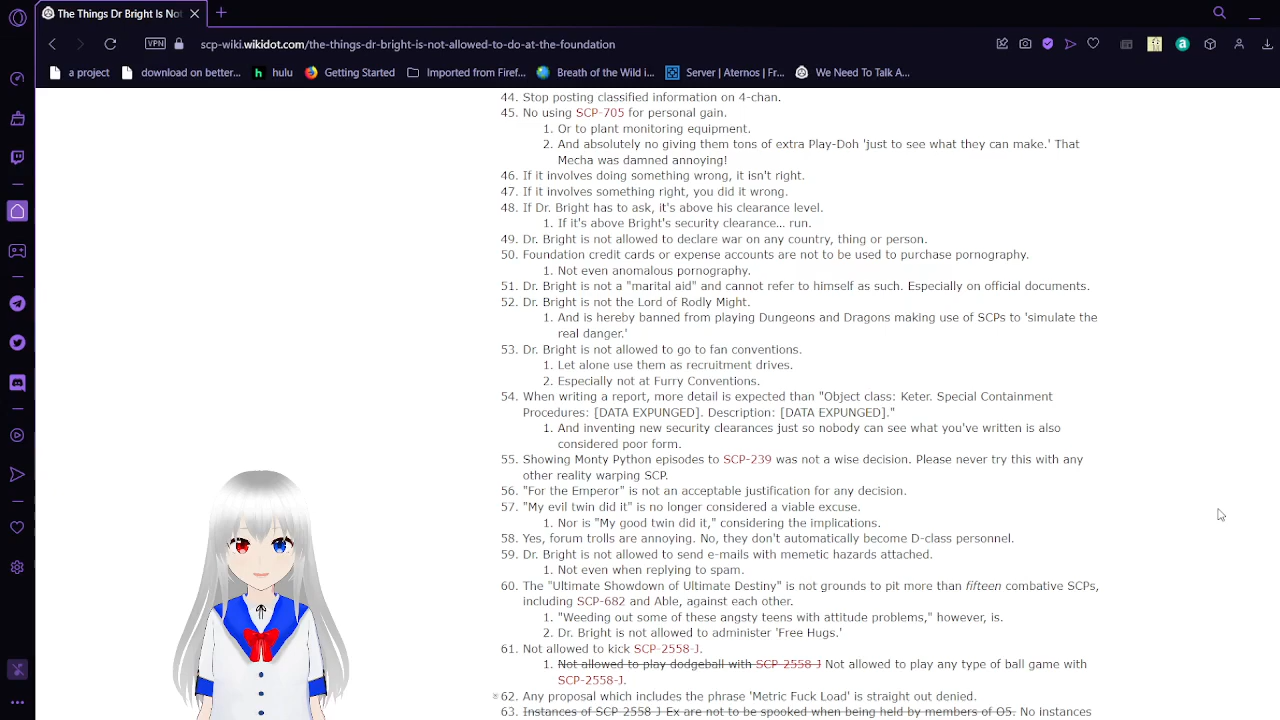 The Things Dr Bright Is Not
VPN
scp-wiki.wikidot.com/the-things-dr-bright-is-not-allowed-to-do-at-the-foundation
a project
download on better...
h
hulu
Getting Started
Imported from Firef...
Breath of the Wild i...
Server | Aternos | Fr...
We Need To Talk A...
a
44. Stop posting classified information on 4-chan.
45. No using SCP-705 for personal gain.
1. Or to plant monitoring equipment.
2. And absolutely no giving them tons of extra Play-Doh 'just to see what they can make.' That
Mecha was damned annoying!
46. If it involves doing something wrong, it isn't right.
47. If it involves something right, you did it wrong.
48. If Dr. Bright has to ask, it's above his clearance level.
1. If it's above Bright's security clearance... run.
49. Dr. Bright is not allowed to declare war on any country, thing or person.
50. Foundation credit cards or expense accounts are not to be used to purchase pornography.
1. Not even anomalous pornography.
51. Dr. Bright is not a "marital aid" and cannot refer to himself as such. Especially on official documents.
52. Dr. Bright is not the Lord of Rodly Might.
1. And is hereby banned from playing Dungeons and Dragons making use of SCPs to 'simulate the
real danger.'
53. Dr. Bright is not allowed to go to fan conventions.
1. Let alone use them as recruitment drives.
2. Especially not at Furry Conventions.
54. When writing a report, more detail is expected than "Object class: Keter. Special Containment
Procedures: [DATA EXPUNGED]. Description: [DATA EXPUNGED]."
1. And inventing new security clearances just so nobody can see what you've written is also
considered poor form.
55. Showing Monty Python episodes to SCP-239 was not a wise decision. Please never try this with any
other reality warping SCP.
56. "For the Emperor" is not an acceptable justification for any decision.
57. "My evil twin did it" is no longer considered a viable excuse.
1. Nor is "My good twin did it," considering the implications.
58. Yes, forum trolls are annoying. No, they don't automatically become D-class personnel.
59. Dr. Bright is not allowed to send e-mails with memetic hazards attached.
1. Not even when replying to spam.
60. The "Ultimate Showdown of Ultimate Destiny" is not grounds to pit more than fifteen combative SCPs,
including SCP-682 and Able, against each other.
1. "Weeding out some of these angsty teens with attitude problems," however, is.
2. Dr. Bright is not allowed to administer 'Free Hugs.'
61. Not allowed to kick SCP-2558-J.
1. Not allowed to play dodgeball with SCP-2558-J Not allowed to play any type of ball game with
SCP-2558-J.
62. Any proposal which includes the phrase 'Metric Fuck Load' is straight out denied.
63. Instances of SCP-2558-J-Ex are not to be spooked when being held by members of O5. No instances